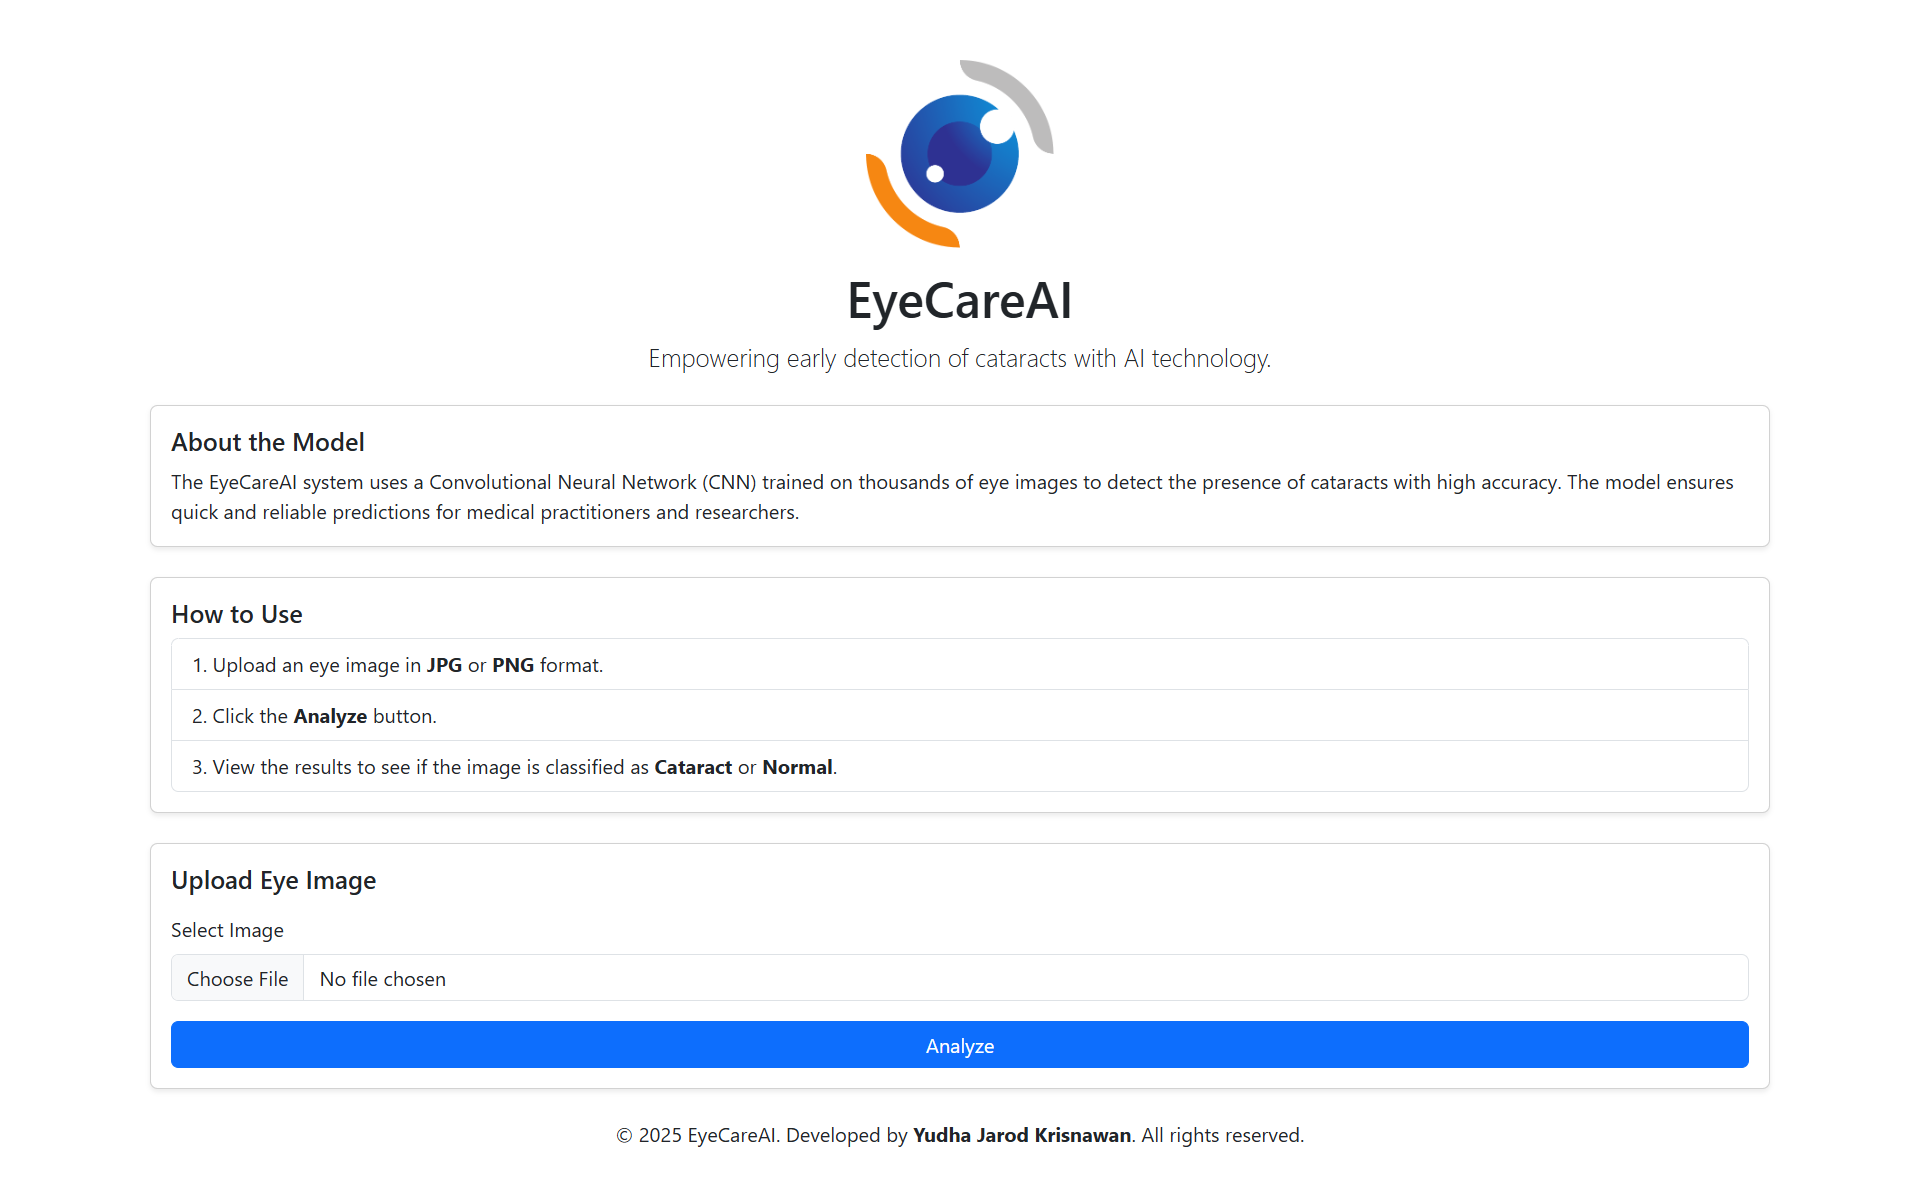 EyeCareAI
Empowering early detection of cataracts with AI technology.
About the Model
The EyeCareAI system uses a Convolutional Neural Network (CNN) trained on thousands of eye images to detect the presence of cataracts with high accuracy. The model ensures
quick and reliable predictions for medical practitioners and researchers.
How to Use
1. Upload an eye image in JPG or PNG format.
2. Click the Analyze button.
3. View the results to see if the image is classified as Cataract or Normal.
Upload Eye Image
Select Image
Choose File No file chosen
Analyze
© 2025 EyeCareAI. Developed by Yudha Jarod Krisnawan. All rights reserved.